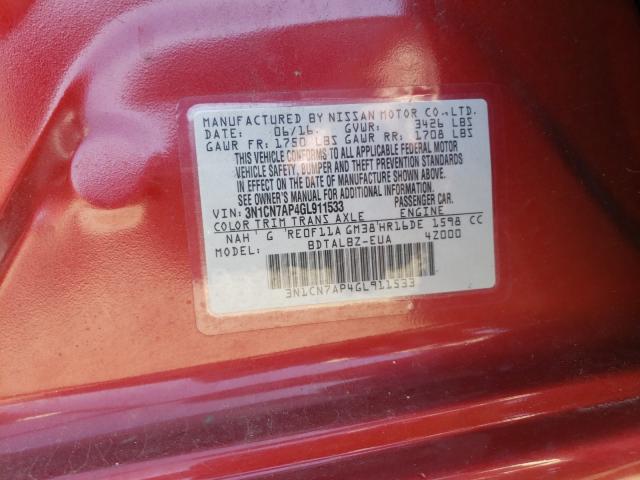 MANUFACTURED BY NISSAN MOTOR CO.,LTD.
DATE: 06/16 GVWR: 3426 LBS
GAWR FR: 1750 LBS GAWR RR: 1708 LBS
THIS VEHICLE CONFORMS TO ALL APPLICABLE FEDERAL MOTOR
VEHICLE SAFETY, BUMPER AND THEFT PREVENTION STANDARDS
IN EFFECT ON THE DATE OF MANUFACTURE SHOWN ABOVE.
SEE OWNER'S MANUAL FOR ADDITIONAL INFORMATION.
VIN: 3N1CN7AP4GL911533 PASSENGER CAR.
COLOR TRIM TRANS AXLE ENGINE
NAH G RE0F11A GM38 HR16DE 1598 CC
MODEL: BDTALBZ-EUA 4Z000
3N1CN7AP4GL911533